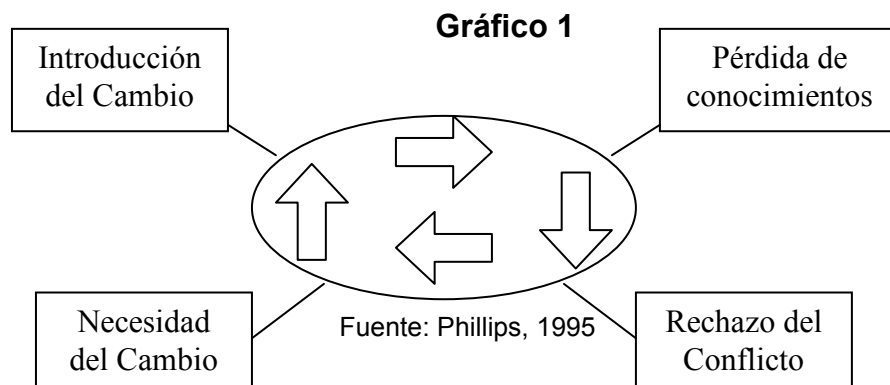 Gráfico 1
Introducción
del Cambio
Pérdida de
conocimientos
Necesidad
del Cambio
Fuente: Phillips, 1995
Rechazo del
Conflicto